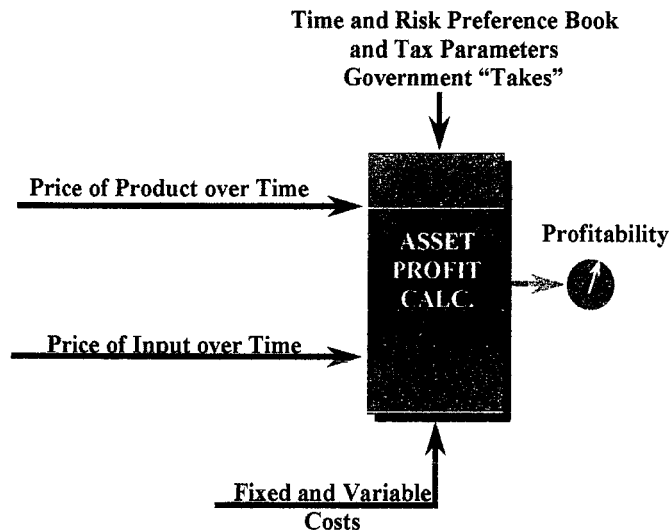 Time and Risk Preference Book
and Tax Parameters
Government “Takes”
Price of Product over Time
ASSET
PROFIT
CALC.
Profitability
Price of Input over Time
Fixed and Variable
Costs